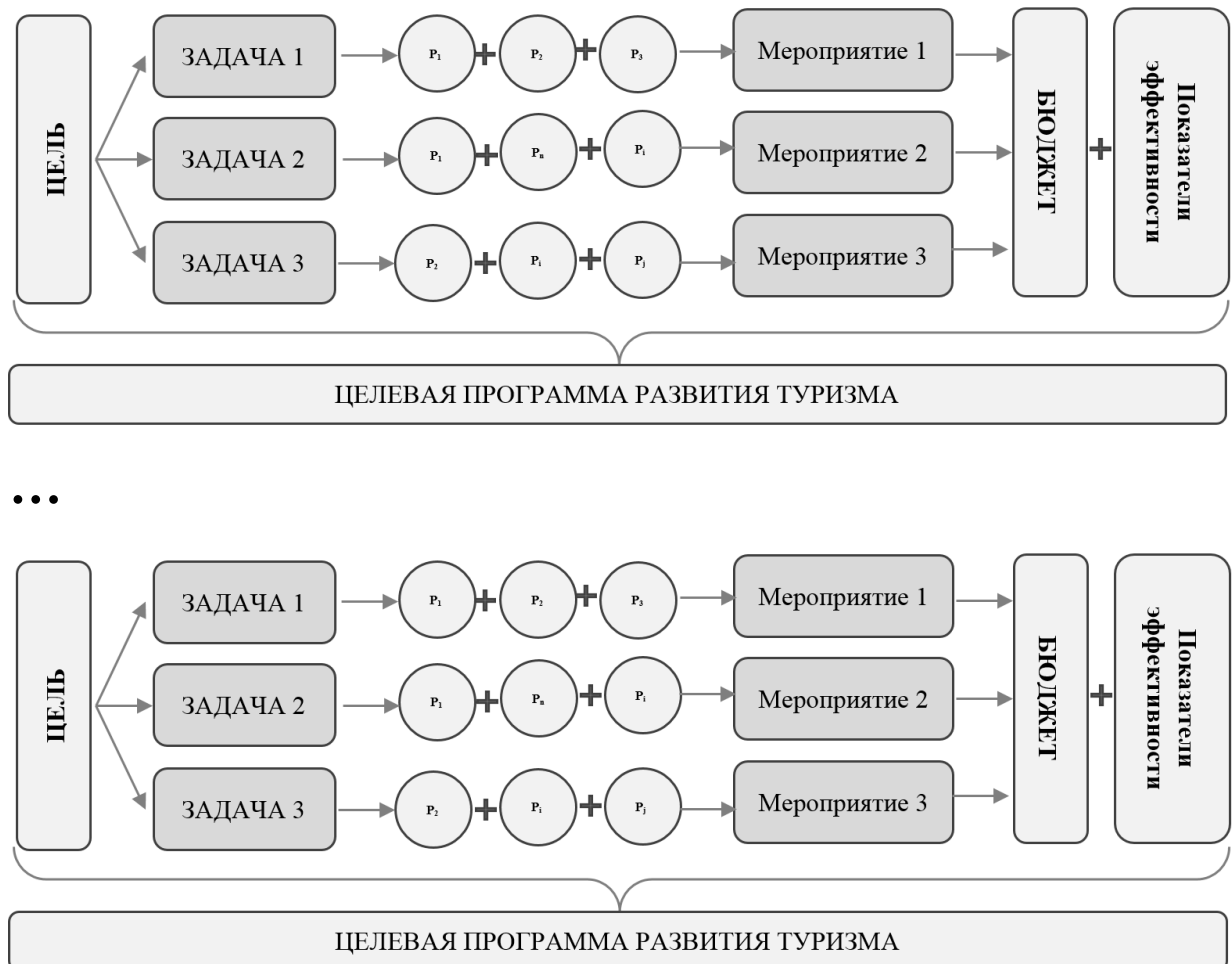 ЦЕЛЬ
ЗАДАЧА 1
P₁ + P₂ + P₃
Мероприятие 1
ЗАДАЧА 2
P₁ + Pₙ + Pᵢ
Мероприятие 2
ЗАДАЧА 3
P₂ + Pᵢ + Pⱼ
Мероприятие 3
БЮДЖЕТ
+
Показатели
эффективности
ЦЕЛЕВАЯ ПРОГРАММА РАЗВИТИЯ ТУРИЗМА
...
ЦЕЛЬ
ЗАДАЧА 1
P₁ + P₂ + P₃
Мероприятие 1
ЗАДАЧА 2
P₁ + Pₙ + Pᵢ
Мероприятие 2
ЗАДАЧА 3
P₂ + Pᵢ + Pⱼ
Мероприятие 3
БЮДЖЕТ
+
Показатели
эффективности
ЦЕЛЕВАЯ ПРОГРАММА РАЗВИТИЯ ТУРИЗМА